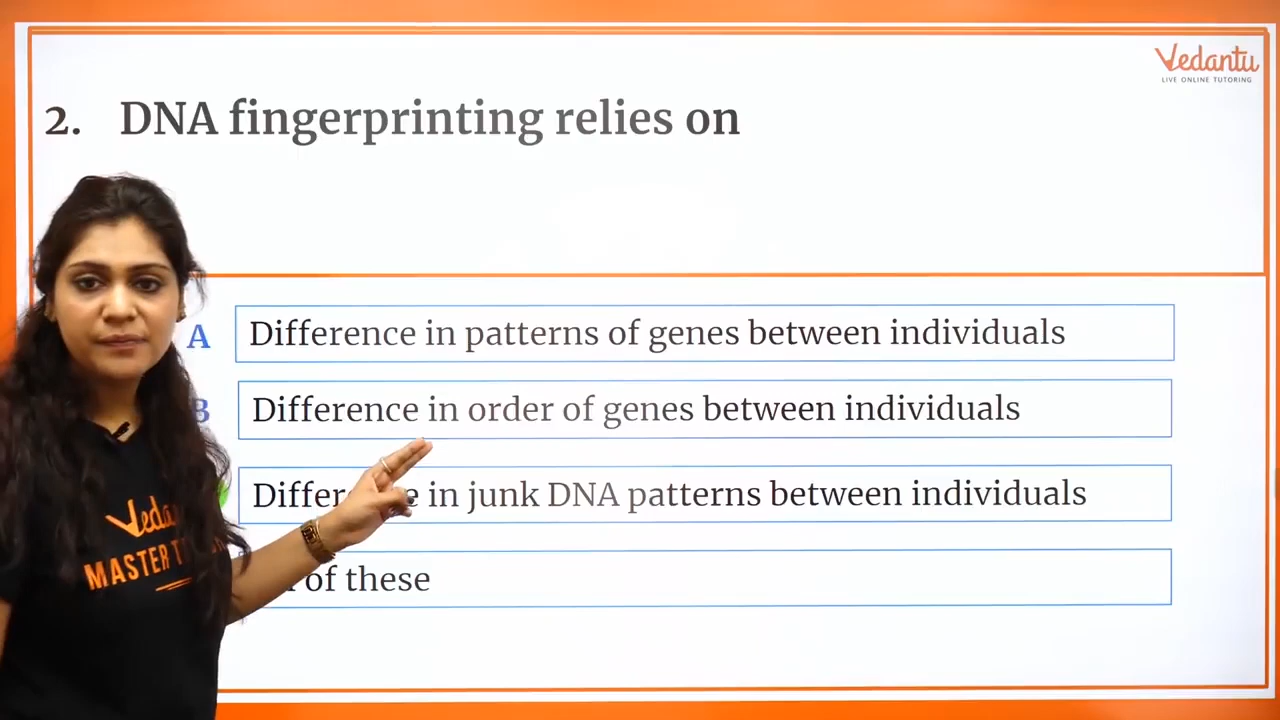 Vedantu
LIVE ONLINE TUTORING
2. DNA fingerprinting relies on
A Difference in patterns of genes between individuals
B Difference in order of genes between individuals
in junk DNA patterns between individuals
of these
MASTER